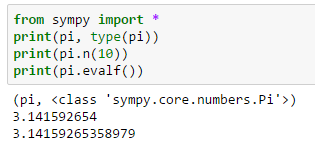 from sympy import *
print(pi, type(pi))
print(pi.n(10))
print(pi.evalf())
(pi, <class 'sympy.core.numbers.Pi'>)
3.141592654
3.14159265358979